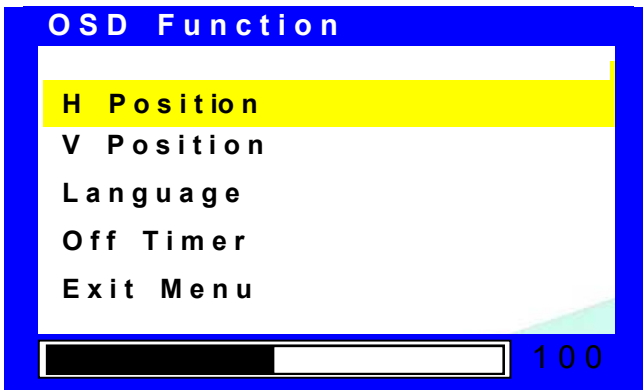 OSD Function
H Position
V Position
Language
Off Timer
Exit Menu
100